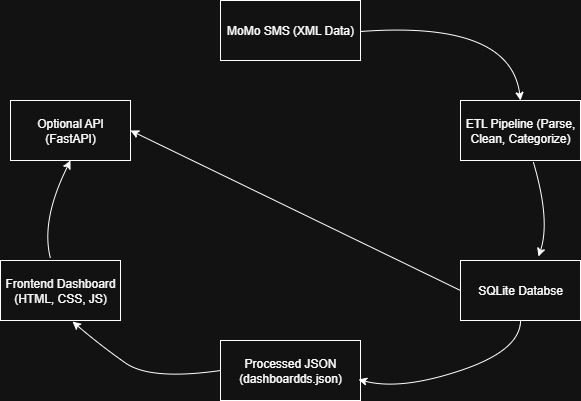 MoMo SMS (XML Data)
Optional API
(FastAPI)
ETL Pipeline (Parse,
Clean, Categorize)
Frontend Dashboard
(HTML, CSS, JS)
SQLite Databse
Processed JSON
(dashboardds.json)